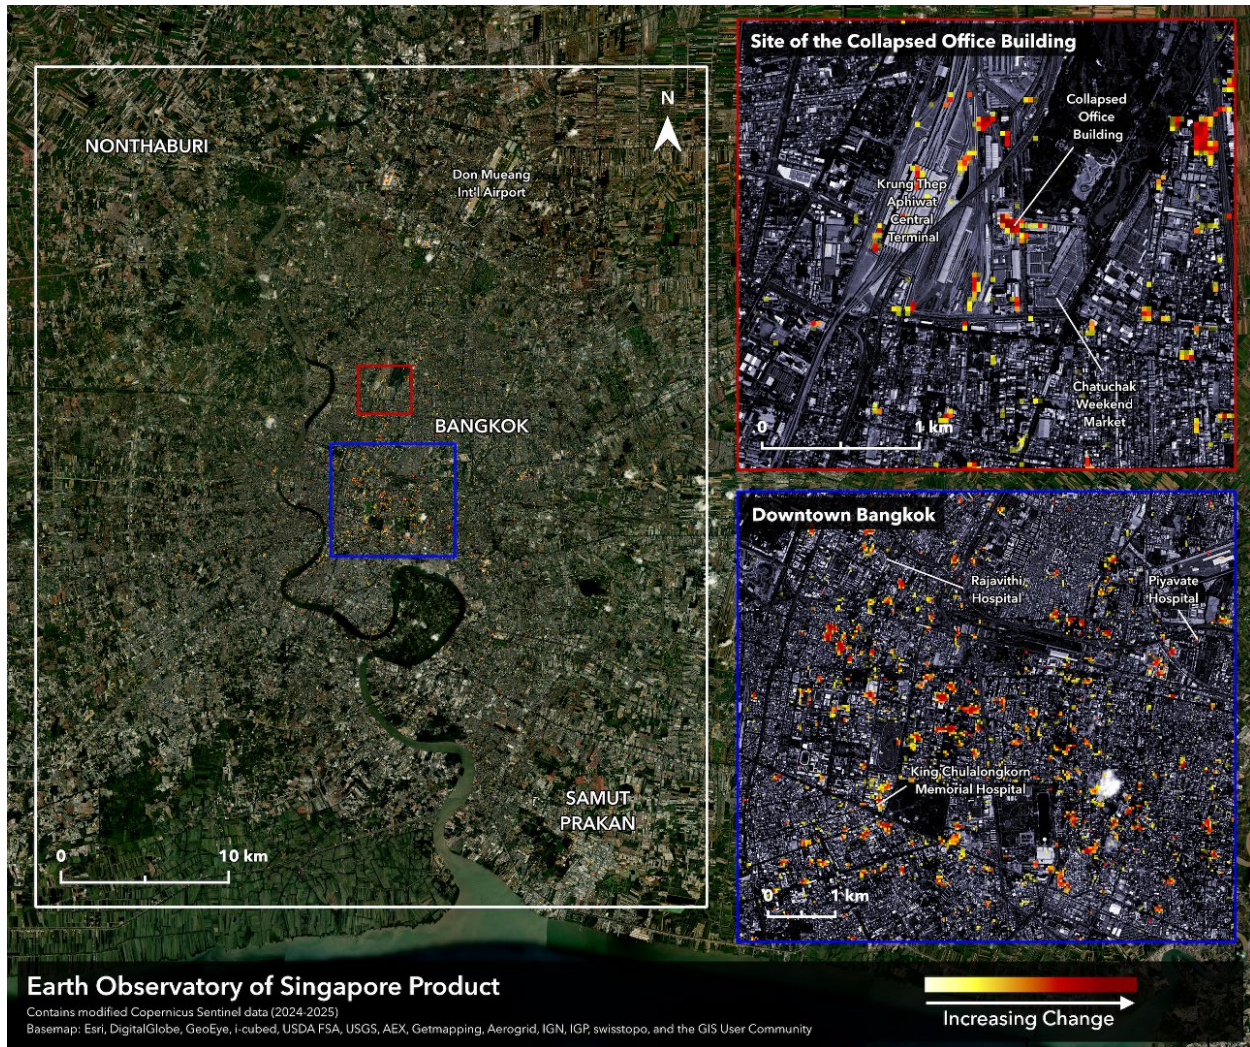 NONTHABURI
N
Don Mueang
Int'l Airport
BANGKOK
SAMUT
PRAKAN
0
10 km
Site of the Collapsed Office Building
Collapsed
Office
Building
Krung Thep
Aphiwat
Central
Terminal
Chatuchak
Weekend
Market
0
1 km
Downtown Bangkok
Rajavithi
Hospital
Piyavate
Hospital
King Chulalongkorn
Memorial Hospital
0
1 km
Earth Observatory of Singapore Product
Contains modified Copernicus Sentinel data (2024-2025)
Basemap: Esri, DigitalGlobe, GeoEye, i-cubed, USDA FSA, USGS, AEX, Getmapping, Aerogrid, IGN, IGP, swisstopo, and the GIS User Community
Increasing Change